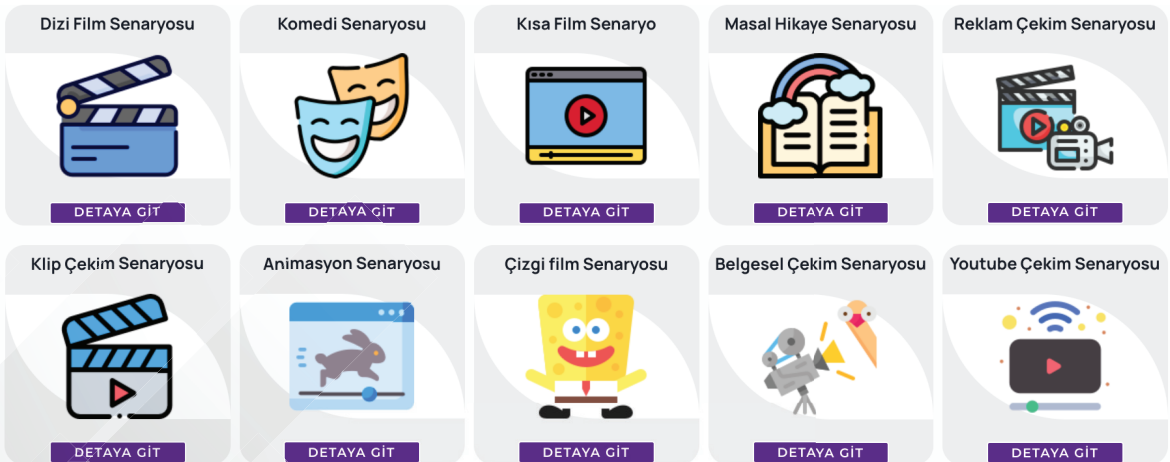 Dizi Film Senaryosu
Komedi Senaryosu
Kısa Film Senaryo
Masal Hikaye Senaryosu
Reklam Çekim Senaryosu
DETAYA GİT
DETAYA GİT
DETAYA GİT
DETAYA GİT
DETAYA GİT
Klip Çekim Senaryosu
Animasyon Senaryosu
Çizgi film Senaryosu
Belgesel Çekim Senaryosu
Youtube Çekim Senaryosu
DETAYA GİT
DETAYA GİT
DETAYA GİT
DETAYA GİT
DETAYA GİT